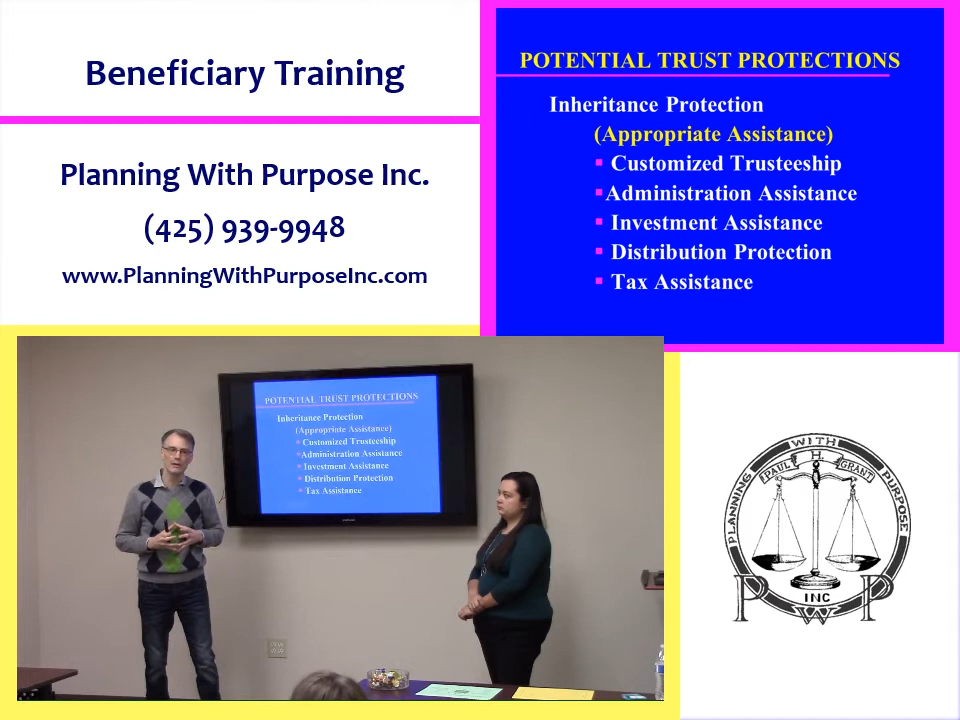 Beneficiary Training
Planning With Purpose Inc.
(425) 939-9948
www.PlanningWithPurposeInc.com
POTENTIAL TRUST PROTECTIONS
Inheritance Protection
(Appropriate Assistance)
▪ Customized Trusteeship
▪Administration Assistance
▪ Investment Assistance
▪ Distribution Protection
▪ Tax Assistance
POTENTIAL TRUST PROTECTIONS
Inheritance Protection
(Appropriate Assistance)
▪ Customized Trusteeship
▪Administration Assistance
▪ Investment Assistance
▪ Distribution Protection
▪ Tax Assistance
PLANNING WITH PURPOSE
PAUL H. GRANT
INC
PWP